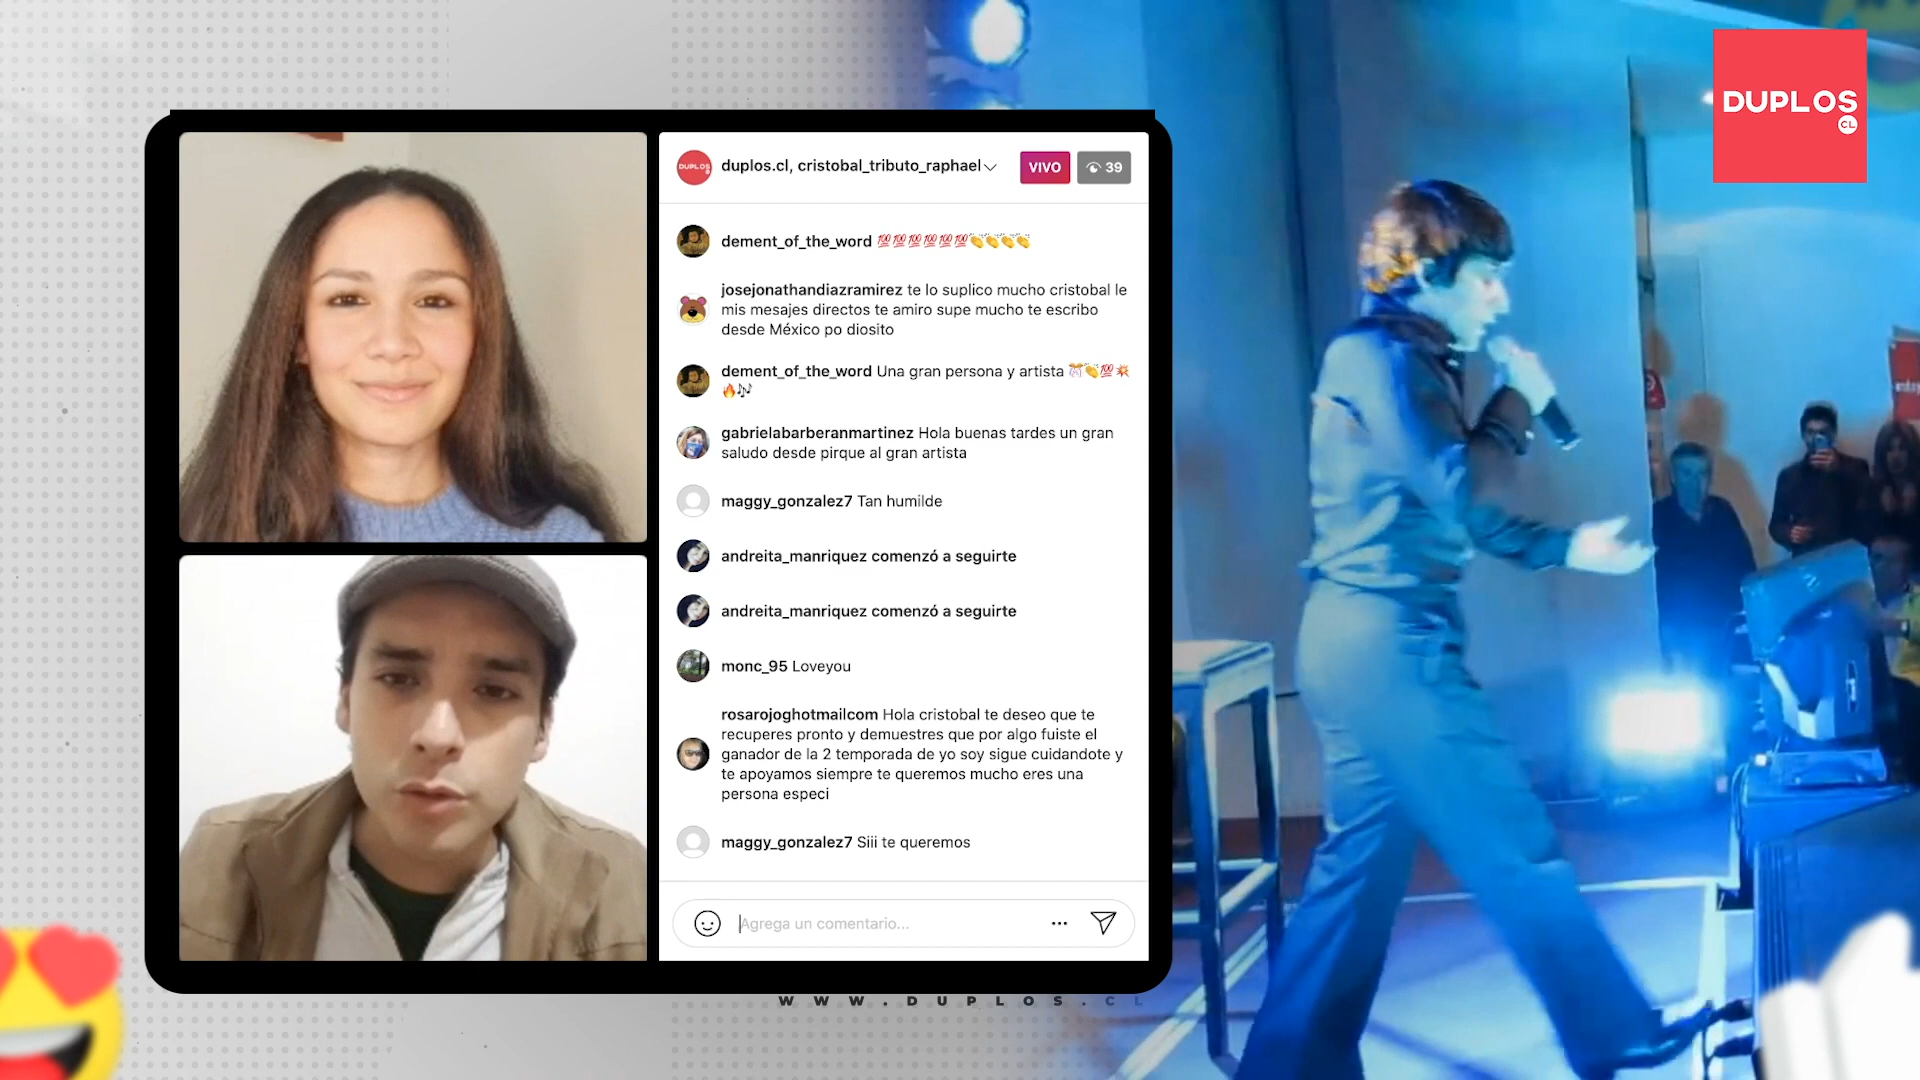 DUPLOS
CL
DUPLOS
duplos.cl, cristobal_tributo_raphael
VIVO
39
dement_of_the_word 💯💯💯💯💯💯👏👏👏👏
josejonathandiazramirez te lo suplico mucho cristobal le
mis mesajes directos te amiro supe mucho te escribo
desde México po diosito
dement_of_the_word Una gran persona y artista 🎊👏💯💥
🔥🎶
gabrielabarberanmartinez Hola buenas tardes un gran
saludo desde pirque al gran artista
maggy_gonzalez7 Tan humilde
andreita_manriquez comenzó a seguirte
andreita_manriquez comenzó a seguirte
monc_95 Loveyou
rosarojoghotmailcom Hola cristobal te deseo que te
recuperes pronto y demuestres que por algo fuiste el
ganador de la 2 temporada de yo soy sigue cuidandote y
te apoyamos siempre te queremos mucho eres una
persona especi
maggy_gonzalez7 Siii te queremos
Agrega un comentario...
WWW.DUPLOS.CL